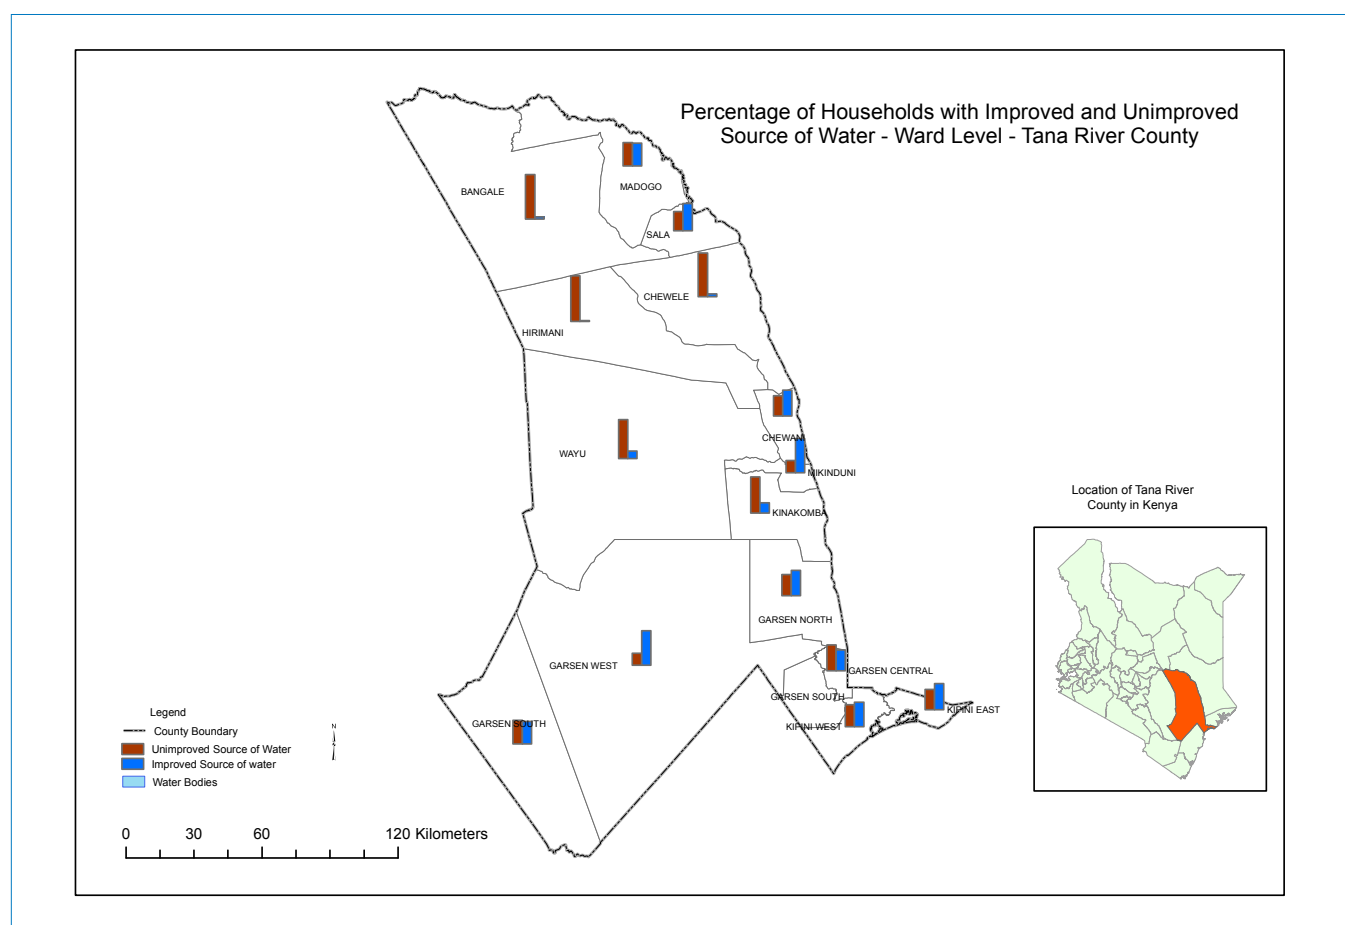 Percentage of Households with Improved and Unimproved
Source of Water - Ward Level - Tana River County
BANGALE
MADOGO
SALA
CHEWELE
HIRIMANI
CHEWANI
WAYU
MIKINDUNI
KINAKOMBA
Location of Tana River
County in Kenya
GARSEN NORTH
GARSEN WEST
GARSEN CENTRAL
GARSEN SOUTH
KIPINI EAST
KIPINI WEST
GARSEN SOUTH
Legend
County Boundary
Unimproved Source of Water
Improved Source of water
Water Bodies
N
0 30 60 120 Kilometers